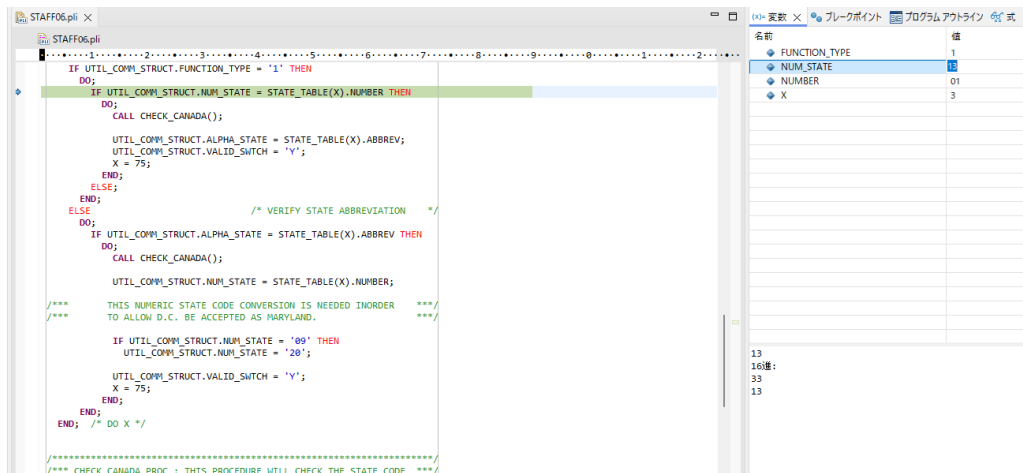 STAFF06.pli
STAFF06.pli
IF UTIL_COMM_STRUCT.FUNCTION_TYPE = '1' THEN
DO;
IF UTIL_COMM_STRUCT.NUM_STATE = STATE_TABLE(X).NUMBER THEN
DO;
CALL CHECK_CANADA();
UTIL_COMM_STRUCT.ALPHA_STATE = STATE_TABLE(X).ABBREV;
UTIL_COMM_STRUCT.VALID_SWTCH = 'Y';
X = 75;
END;
ELSE;
END;
ELSE /* VERIFY STATE ABBREVIATION */
DO;
IF UTIL_COMM_STRUCT.ALPHA_STATE = STATE_TABLE(X).ABBREV THEN
DO;
CALL CHECK_CANADA();
UTIL_COMM_STRUCT.NUM_STATE = STATE_TABLE(X).NUMBER;
/*** THIS NUMERIC STATE CODE CONVERSION IS NEEDED INORDER ***/
/*** TO ALLOW D.C. BE ACCEPTED AS MARYLAND. ***/
IF UTIL_COMM_STRUCT.NUM_STATE = '09' THEN
UTIL_COMM_STRUCT.NUM_STATE = '20';
UTIL_COMM_STRUCT.VALID_SWTCH = 'Y';
X = 75;
END;
END;
END; /* DO X */
/*********************************************************************/
/*** CHECK_CANADA PROC : THIS PROCEDURE WILL CHECK THE STATE CODE ***/
(x)= 変数 ブレークポイント プログラム アウトライン 式
名前 値
FUNCTION_TYPE 1
NUM_STATE 13
NUMBER 01
X 3
13
16進:
33
13